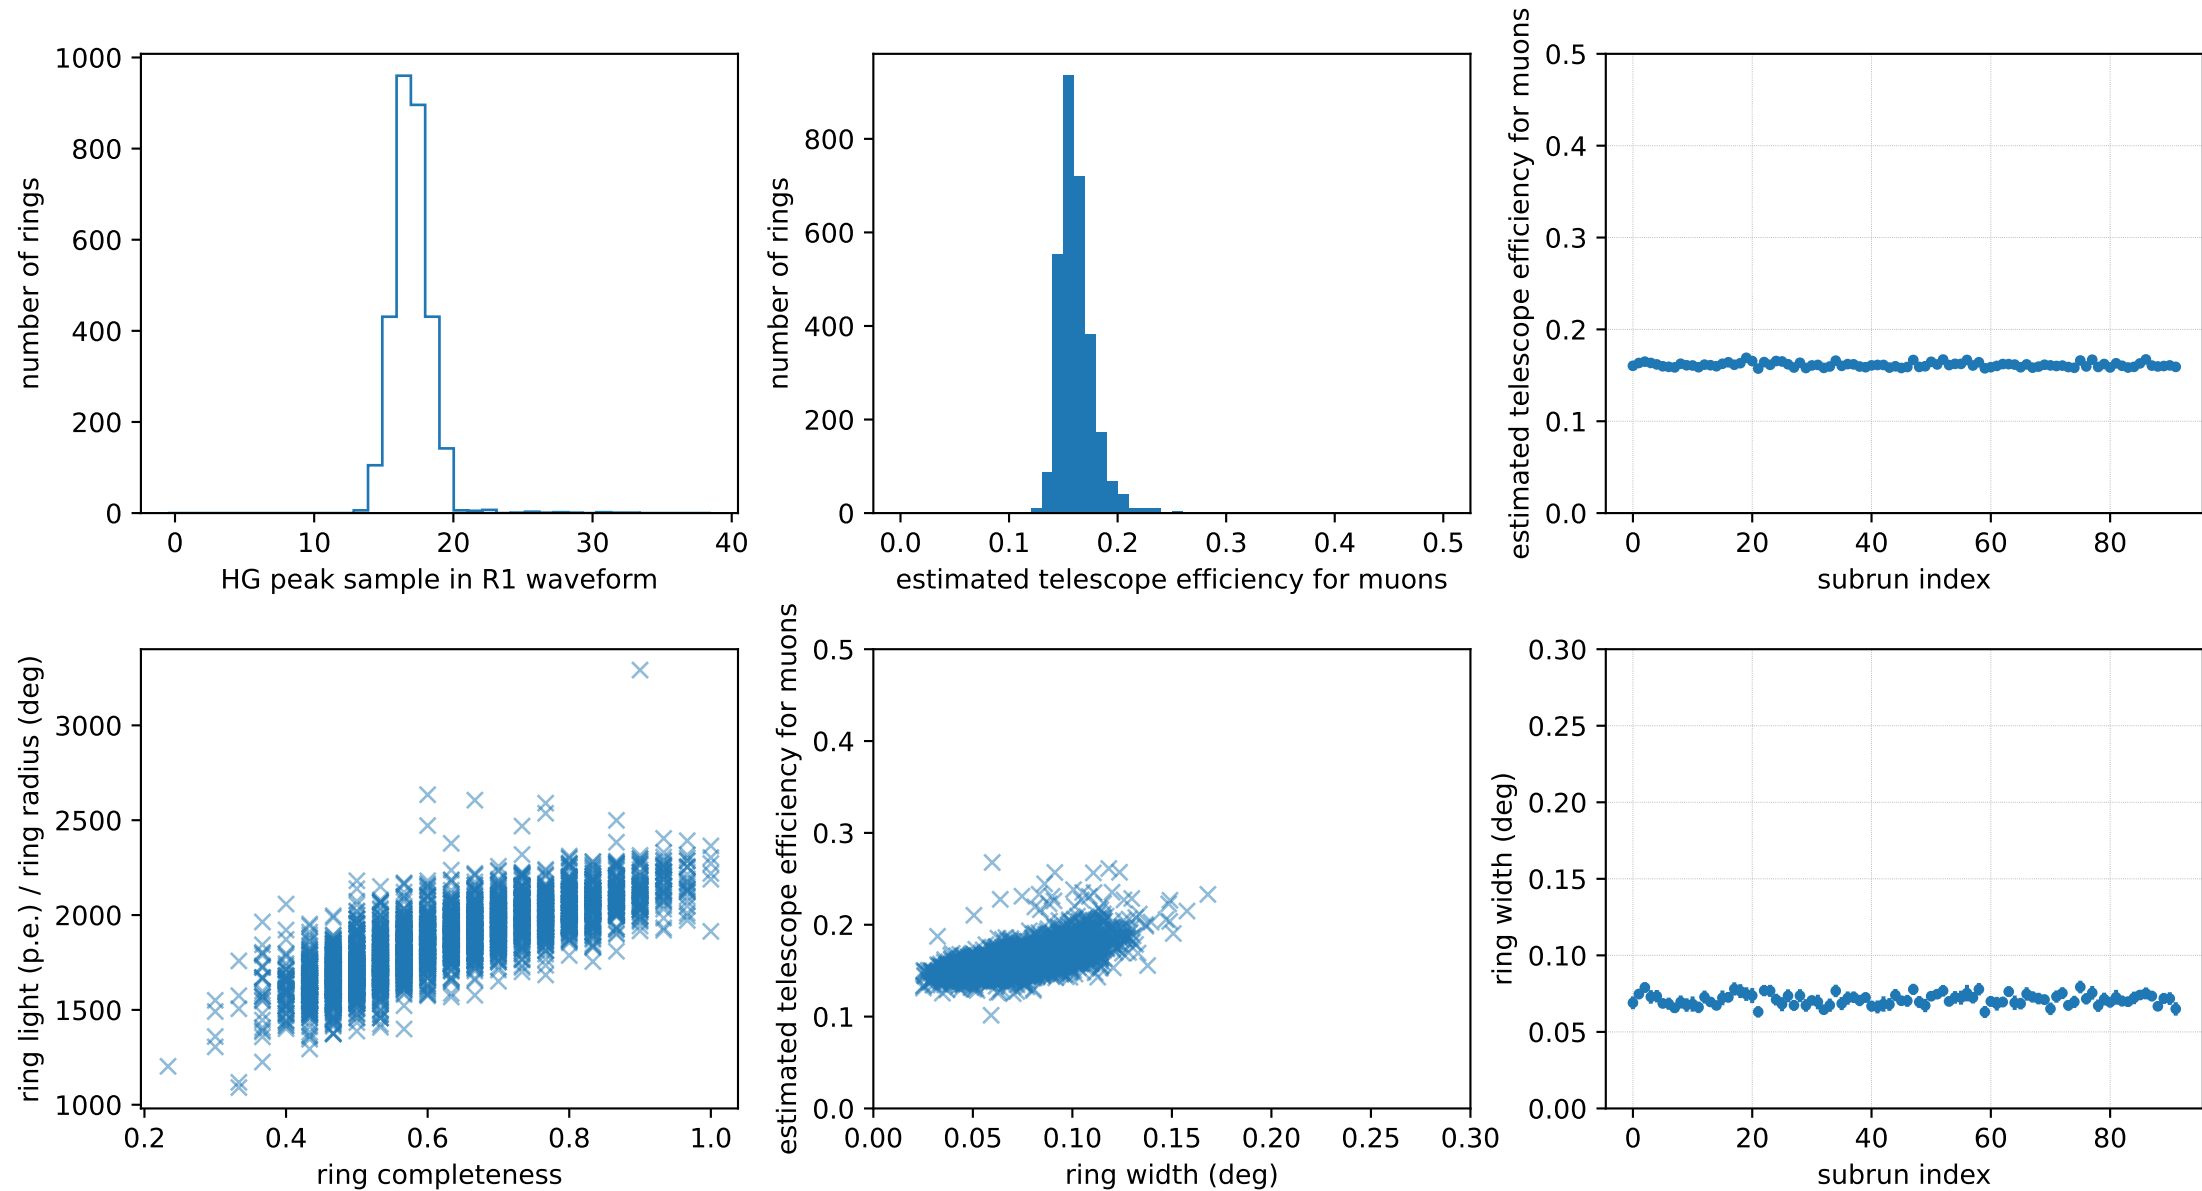 number of rings
1000
800
600
400
200
0
0 10 20 30 40
HG peak sample in R1 waveform
number of rings
800
600
400
200
0
0.0 0.1 0.2 0.3 0.4 0.5
estimated telescope efficiency for muons
estimated telescope efficiency for muons
0.5
0.4
0.3
0.2
0.1
0.0
0 20 40 60 80
subrun index
ring light (p.e.) / ring radius (deg)
3000
2500
2000
1500
1000
0.2 0.4 0.6 0.8 1.0
ring completeness
estimated telescope efficiency for muons
0.5
0.4
0.3
0.2
0.1
0.0
0.00 0.05 0.10 0.15 0.20 0.25 0.30
ring width (deg)
ring width (deg)
0.30
0.25
0.20
0.15
0.10
0.05
0.00
0 20 40 60 80
subrun index